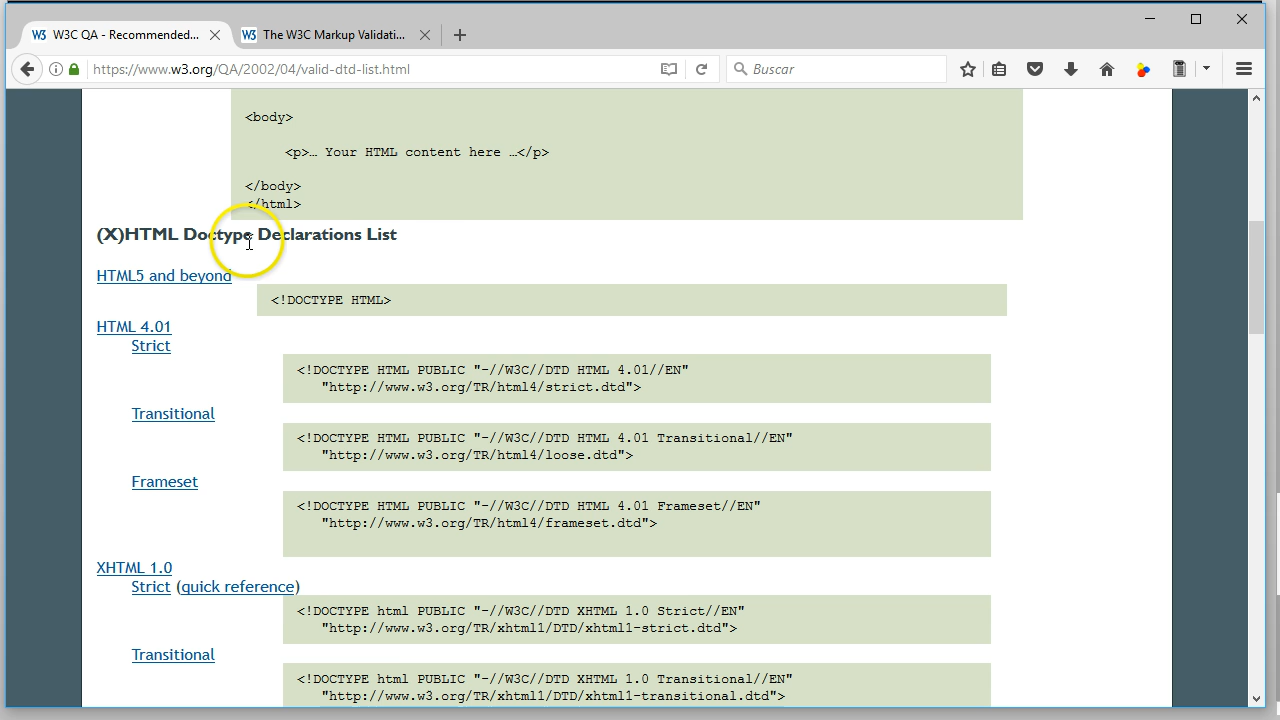 W3C QA - Recommended...
The W3C Markup Validati...
https://www.w3.org/QA/2002/04/valid-dtd-list.html
Buscar
<body>
<p>… Your HTML content here …</p>
</body>
</html>
(X)HTML Doctype Declarations List
HTML5 and beyond
<!DOCTYPE HTML>
HTML 4.01
Strict
<!DOCTYPE HTML PUBLIC "-//W3C//DTD HTML 4.01//EN"
"http://www.w3.org/TR/html4/strict.dtd">
Transitional
<!DOCTYPE HTML PUBLIC "-//W3C//DTD HTML 4.01 Transitional//EN"
"http://www.w3.org/TR/html4/loose.dtd">
Frameset
<!DOCTYPE HTML PUBLIC "-//W3C//DTD HTML 4.01 Frameset//EN"
"http://www.w3.org/TR/html4/frameset.dtd">
XHTML 1.0
Strict (quick reference)
<!DOCTYPE html PUBLIC "-//W3C//DTD XHTML 1.0 Strict//EN"
"http://www.w3.org/TR/xhtml1/DTD/xhtml1-strict.dtd">
Transitional
<!DOCTYPE html PUBLIC "-//W3C//DTD XHTML 1.0 Transitional//EN"
"http://www.w3.org/TR/xhtml1/DTD/xhtml1-transitional.dtd">